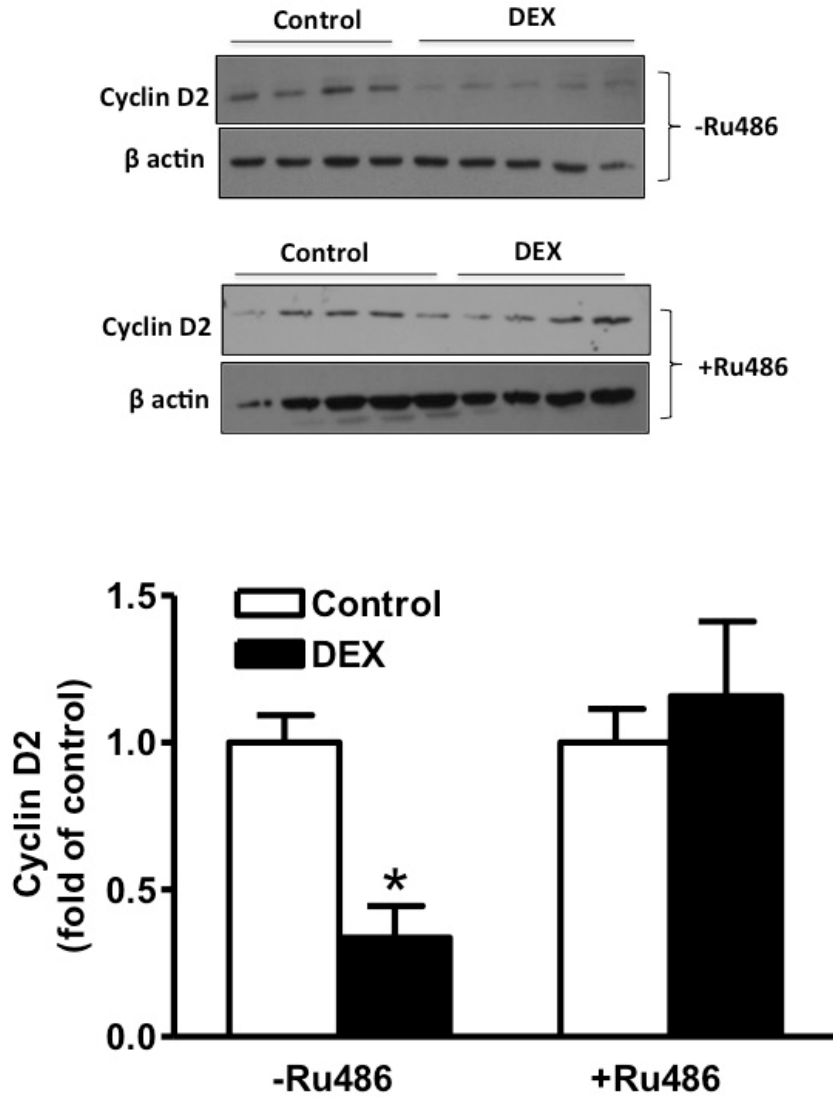 Control DEX
Cyclin D2
-Ru486
β actin
Control DEX
Cyclin D2
+Ru486
β actin
1.5
Control
DEX
1.0
0.5
0.0
*
Cyclin D2
(fold of control)
-Ru486 +Ru486